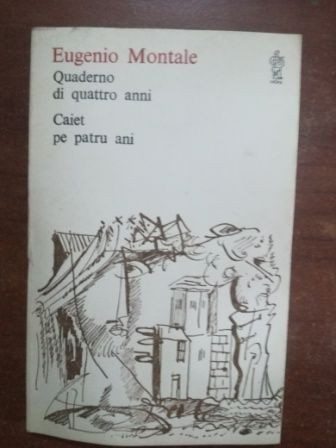 Eugenio Montale
Quaderno
di quattro anni
Caiet
pe patru ani